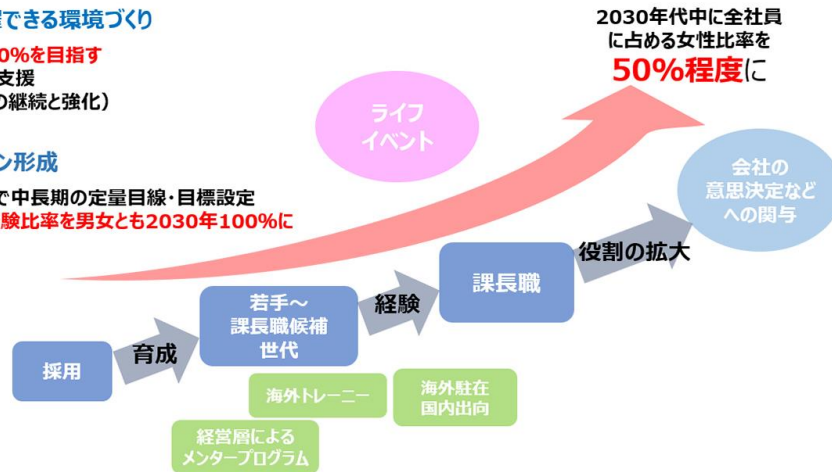 できる環境づくり
0%を目指す
支援
の継続と強化）
ン形成
で中長期の定量目線・目標設定
験比率を男女とも2030年100%に
2030年代中に全社員
に占める女性比率を
50%程度に
ライフ
イベント
会社の
意思決定など
への関与
役割の拡大
課長職
経験
若手～
課長職候補
世代
育成
採用
海外トレーニー
海外駐在
国内出向
経営層による
メンタープログラム